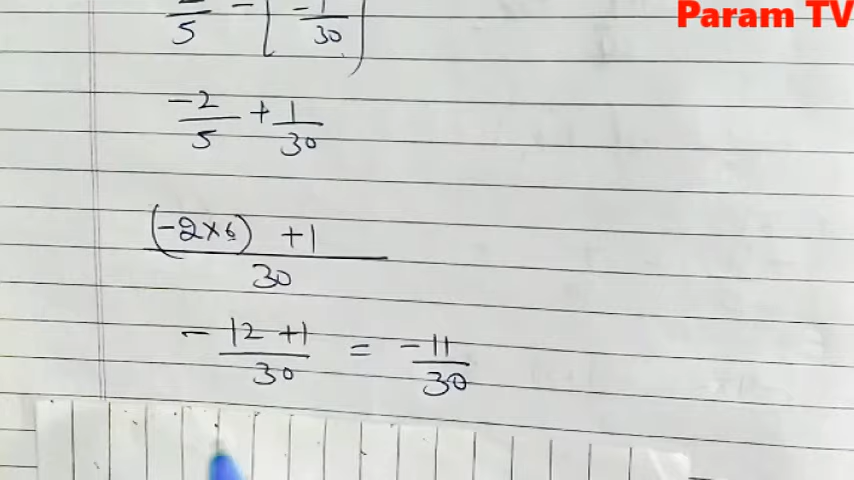 Param TV
5 - [-1/30]
-2/5 + 1/30
(-2×6) +1 / 30
-12 +1 / 30 = -11/30